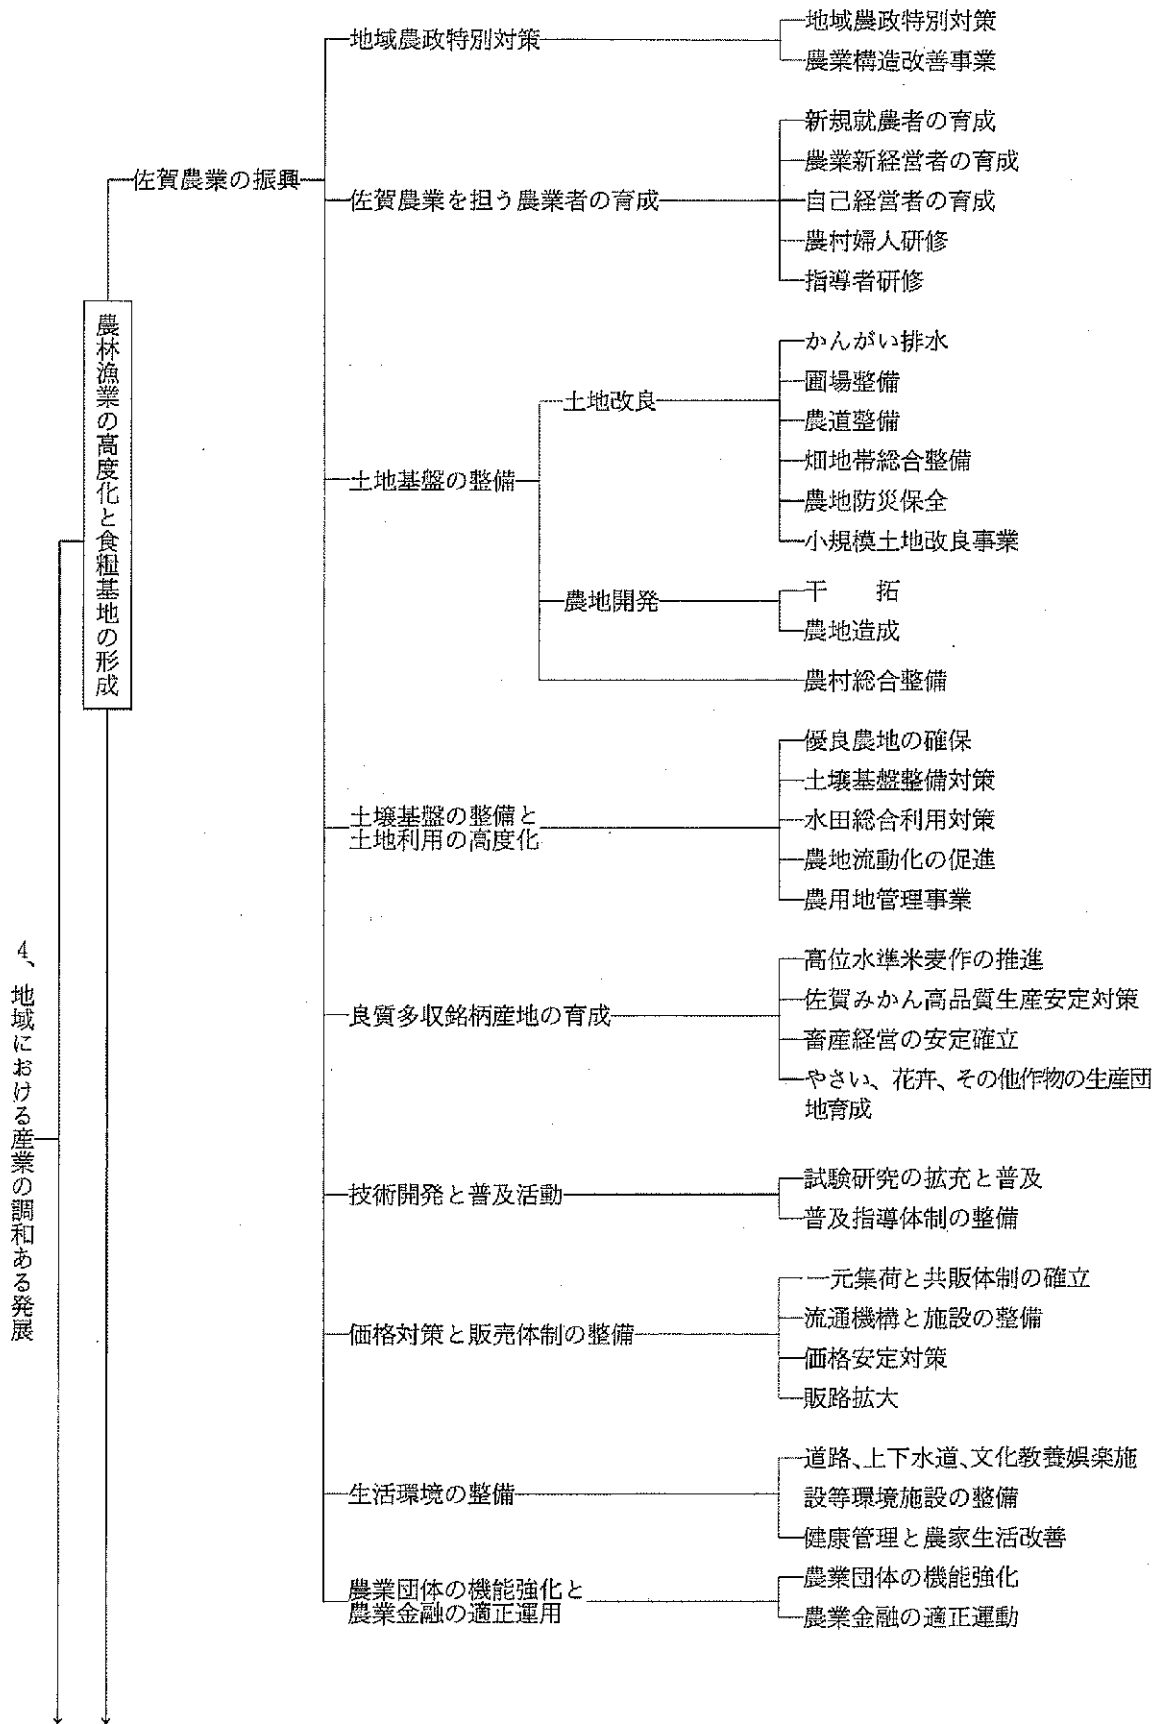 4、地域における産業の調和ある発展
農林漁業の高度化と食糧基地の形成
佐賀農業の振興
地域農政特別対策
地域農政特別対策
農業構造改善事業
佐賀農業を担う農業者の育成
新規就農者の育成
農業新経営者の育成
自己経営者の育成
農村婦人研修
指導者研修
土地基盤の整備
土地改良
かんがい排水
圃場整備
農道整備
畑地帯総合整備
農地防災保全
小規模土地改良事業
農地開発
干　　拓
農地造成
農村総合整備
土壌基盤の整備と
土地利用の高度化
優良農地の確保
土壌基盤整備対策
水田総合利用対策
農地流動化の促進
農用地管理事業
良質多収銘柄産地の育成
高位水準米麦作の推進
佐賀みかん高品質生産安定対策
畜産経営の安定確立
やさい、花卉、その他作物の生産団
地育成
技術開発と普及活動
試験研究の拡充と普及
普及指導体制の整備
価格対策と販売体制の整備
一元集荷と共販体制の確立
流通機構と施設の整備
価格安定対策
販路拡大
生活環境の整備
道路、上下水道、文化教養娯楽施
設等環境施設の整備
健康管理と農家生活改善
農業団体の機能強化と
農業金融の適正運用
農業団体の機能強化
農業金融の適正運動